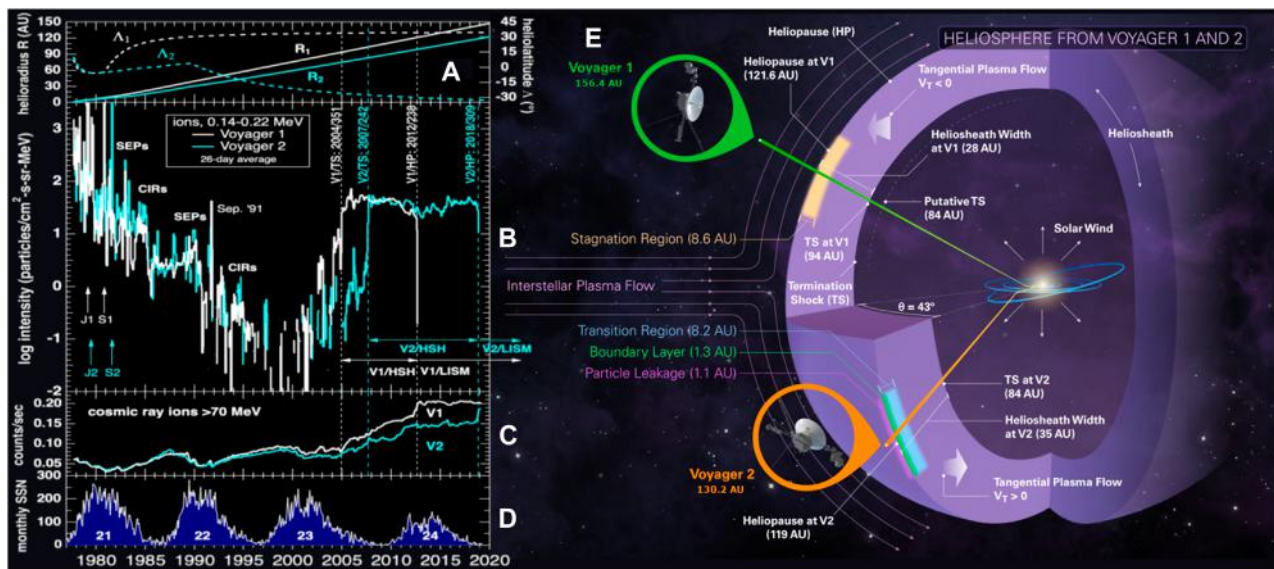 A
150
120
90
60
30
0
helioradius R (AU)
Λ₁
Λ₂
R₁
R₂
45
30
15
0
-15
-30
heliolatitude Λ (°)
B
3
2
1
0
-1
-2
log intensity (particles/cm²-s-sr-MeV)
ions, 0.14-0.22 MeV
Voyager 1
Voyager 2
26-day average
SEPs
CIRs
SEPs
Sep. '91
CIRs
V1/TS: 2004/351
V2/TS: 2007/242
V1/HP: 2012/238
V2/HP: 2018/309
J1
S1
J2
S2
V2/HSH
V2/LISM
V1/HSH
V1/LISM
C
0.20
0.15
0.10
0.05
counts/sec
cosmic ray ions >70 MeV
V1
V2
D
300
200
100
0
monthly SSN
21
22
23
24
1980
1985
1990
1995
2000
2005
2010
2015
2020
E
HELIOSPHERE FROM VOYAGER 1 AND 2
Voyager 1
156.4 AU
Heliopause (HP)
Heliopause at V1
(121.6 AU)
Tangential Plasma Flow
V_T < 0
Heliosheath Width
at V1 (28 AU)
Heliosheath
Putative TS
(84 AU)
Stagnation Region (8.6 AU)
TS at V1
(94 AU)
Solar Wind
Interstellar Plasma Flow
Termination
Shock (TS)
θ = 43°
Transition Region (8.2 AU)
Boundary Layer (1.3 AU)
Particle Leakage (1.1 AU)
TS at V2
(84 AU)
Heliosheath Width
at V2 (35 AU)
Voyager 2
130.2 AU
Tangential Plasma Flow
V_T > 0
Heliopause at V2
(119 AU)